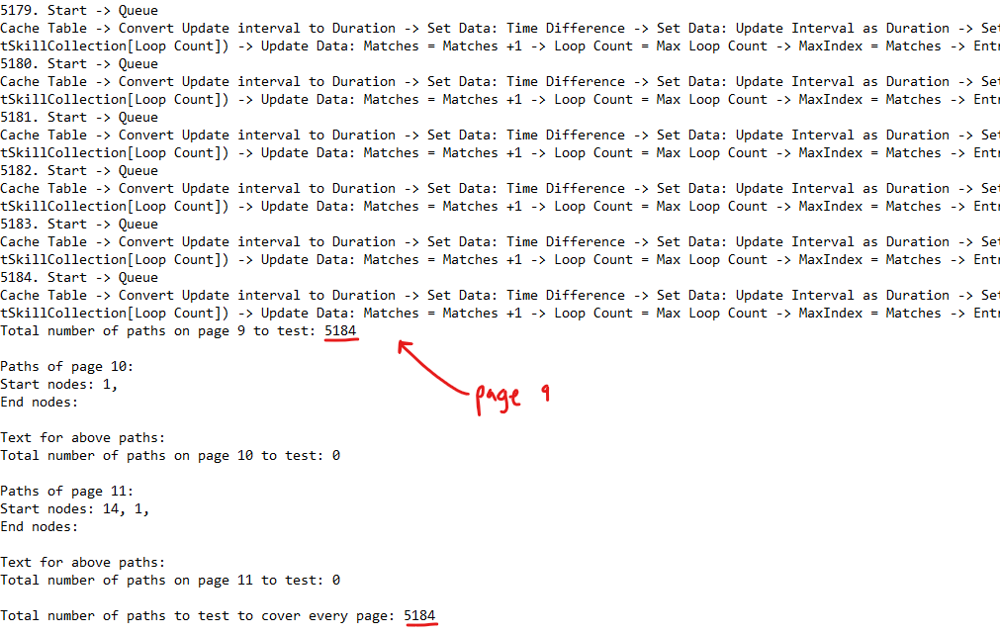 5179. Start -> Queue
Cache Table -> Convert Update interval to Duration -> Set Data: Time Difference -> Set Data: Update Interval as Duration -> Set
tSkillCollection[Loop Count]) -> Update Data: Matches = Matches +1 -> Loop Count = Max Loop Count -> MaxIndex = Matches -> Entr
5180. Start -> Queue
Cache Table -> Convert Update interval to Duration -> Set Data: Time Difference -> Set Data: Update Interval as Duration -> Set
tSkillCollection[Loop Count]) -> Update Data: Matches = Matches +1 -> Loop Count = Max Loop Count -> MaxIndex = Matches -> Entr
5181. Start -> Queue
Cache Table -> Convert Update interval to Duration -> Set Data: Time Difference -> Set Data: Update Interval as Duration -> Set
tSkillCollection[Loop Count]) -> Update Data: Matches = Matches +1 -> Loop Count = Max Loop Count -> MaxIndex = Matches -> Entr
5182. Start -> Queue
Cache Table -> Convert Update interval to Duration -> Set Data: Time Difference -> Set Data: Update Interval as Duration -> Set
tSkillCollection[Loop Count]) -> Update Data: Matches = Matches +1 -> Loop Count = Max Loop Count -> MaxIndex = Matches -> Entr
5183. Start -> Queue
Cache Table -> Convert Update interval to Duration -> Set Data: Time Difference -> Set Data: Update Interval as Duration -> Set
tSkillCollection[Loop Count]) -> Update Data: Matches = Matches +1 -> Loop Count = Max Loop Count -> MaxIndex = Matches -> Entr
5184. Start -> Queue
Cache Table -> Convert Update interval to Duration -> Set Data: Time Difference -> Set Data: Update Interval as Duration -> Set
tSkillCollection[Loop Count]) -> Update Data: Matches = Matches +1 -> Loop Count = Max Loop Count -> MaxIndex = Matches -> Entr
Total number of paths on page 9 to test: 5184
Paths of page 10:
Start nodes: 1,
page 9
End nodes:
Text for above paths:
Total number of paths on page 10 to test: 0
Paths of page 11:
Start nodes: 14, 1,
End nodes:
Text for above paths:
Total number of paths on page 11 to test: 0
Total number of paths to test to cover every page: 5184